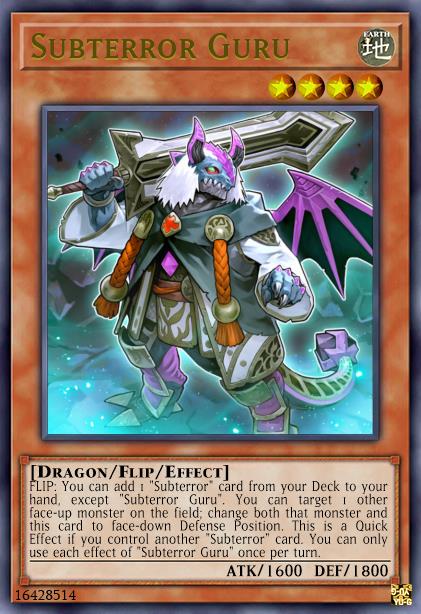 SUBTERROR GURU
EARTH
地
[DRAGON/FLIP/EFFECT]
FLIP: You can add 1 "Subterror" card from your Deck to your
hand, except "Subterror Guru". You can target 1 other
face-up monster on the field; change both that monster and
this card to face-down Defense Position. This is a Quick
Effect if you control another "Subterror" card. You can only
use each effect of "Subterror Guru" once per turn.
ATK/1600 DEF/1800
16428514